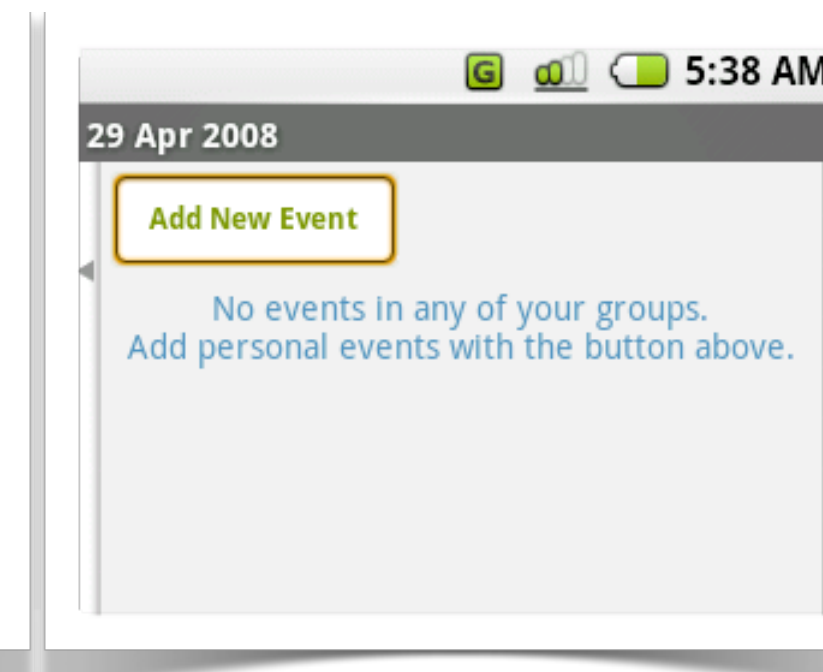 G 5:38 AM
29 Apr 2008
Add New Event
No events in any of your groups.
Add personal events with the button above.